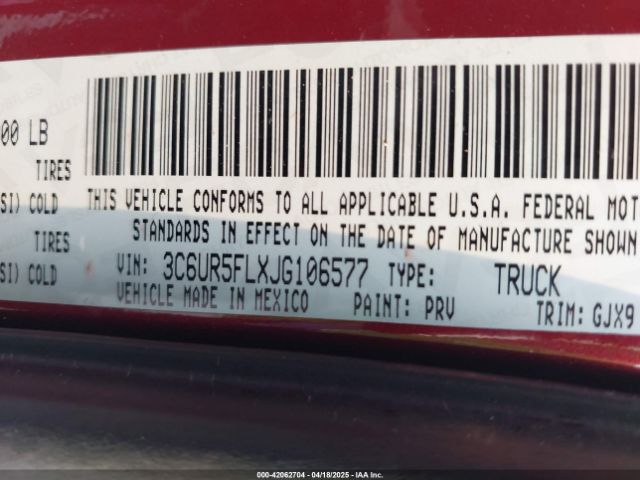 00 LB
TIRES
SI) COLD
TIRES
SI) COLD
THIS VEHICLE CONFORMS TO ALL APPLICABLE U.S.A. FEDERAL MOT
STANDARDS IN EFFECT ON THE DATE OF MANUFACTURE SHOWN
VIN: 3C6UR5FLXJG106577 TYPE: TRUCK
VEHICLE MADE IN MEXICO PAINT: PRV TRIM: GJX9
000-42062704 - 04/18/2025 - IAA Inc.